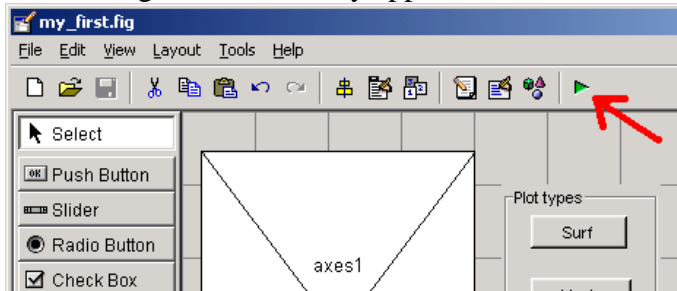 my_first.fig
File Edit View Layout Tools Help
Select
OK Push Button
Slider
Radio Button
Check Box
axes1
Plot types
Surf